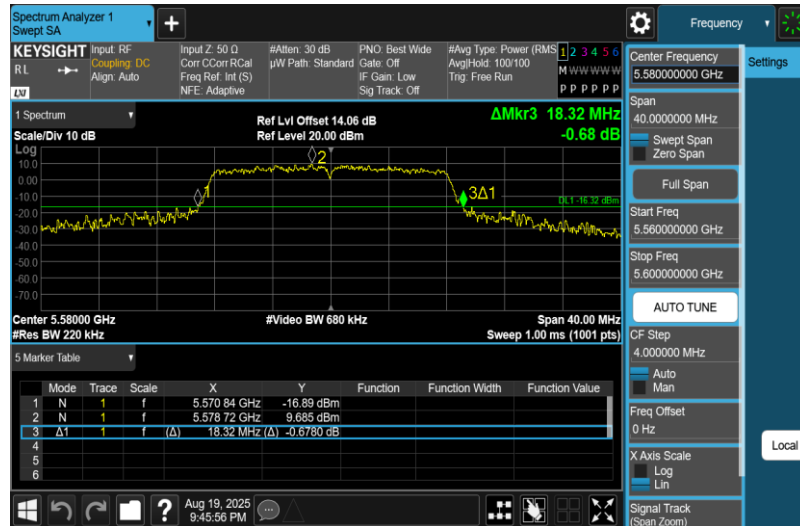 Spectrum Analyzer 1
Swept SA
+
Frequency
KEYSIGHT
RL
LXI
Input: RF
Coupling: DC
Align: Auto
Input Z: 50 Ω
Corr CCorr RCal
Freq Ref: Int (S)
NFE: Adaptive
#Atten: 30 dB
µW Path: Standard
PNO: Best Wide
Gate: Off
IF Gain: Low
Sig Track: Off
#Avg Type: Power (RMS
Avg|Hold: 100/100
Trig: Free Run
1 2 3 4 5 6
M W W W W W
P P P P P P
1 Spectrum
Scale/Div 10 dB
Ref Lvl Offset 14.06 dB
Ref Level 20.00 dBm
ΔMkr3 18.32 MHz
-0.68 dB
Log
10.0
0.00
-10.0
-20.0
-30.0
-40.0
-50.0
-60.0
-70.0
1
2
3Δ1
DL1 -16.32 dBm
Center 5.58000 GHz
#Res BW 220 kHz
#Video BW 680 kHz
Span 40.00 MHz
Sweep 1.00 ms (1001 pts)
5 Marker Table
Mode Trace Scale X Y Function Function Width Function Value
1 N 1 f 5.570 84 GHz -16.89 dBm
2 N 1 f 5.578 72 GHz 9.685 dBm
3 Δ1 1 f (Δ) 18.32 MHz (Δ) -0.6780 dB
4
5
6
?
Aug 19, 2025
9:45:56 PM
Center Frequency
5.580000000 GHz
Span
40.0000000 MHz
Swept Span
Zero Span
Full Span
Start Freq
5.560000000 GHz
Stop Freq
5.600000000 GHz
AUTO TUNE
CF Step
4.000000 MHz
Auto
Man
Freq Offset
0 Hz
X Axis Scale
Log
Lin
Signal Track
(Span Zoom)
Settings
Local